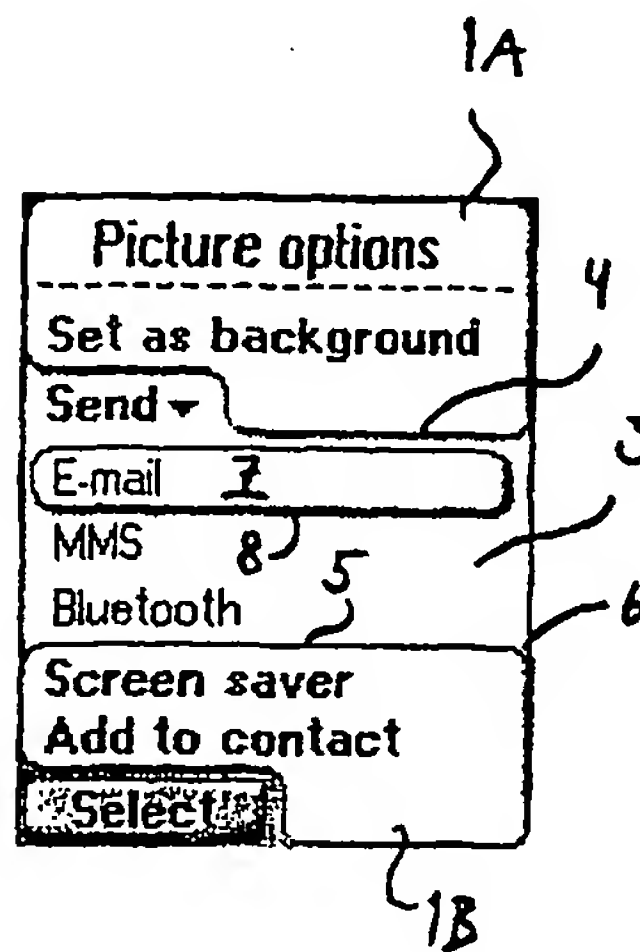 1A
Picture options
4
Set as background
Send
3
E-mail 7
MMS 8
5
Bluetooth
6
Screen saver
Add to contact
Select
1B